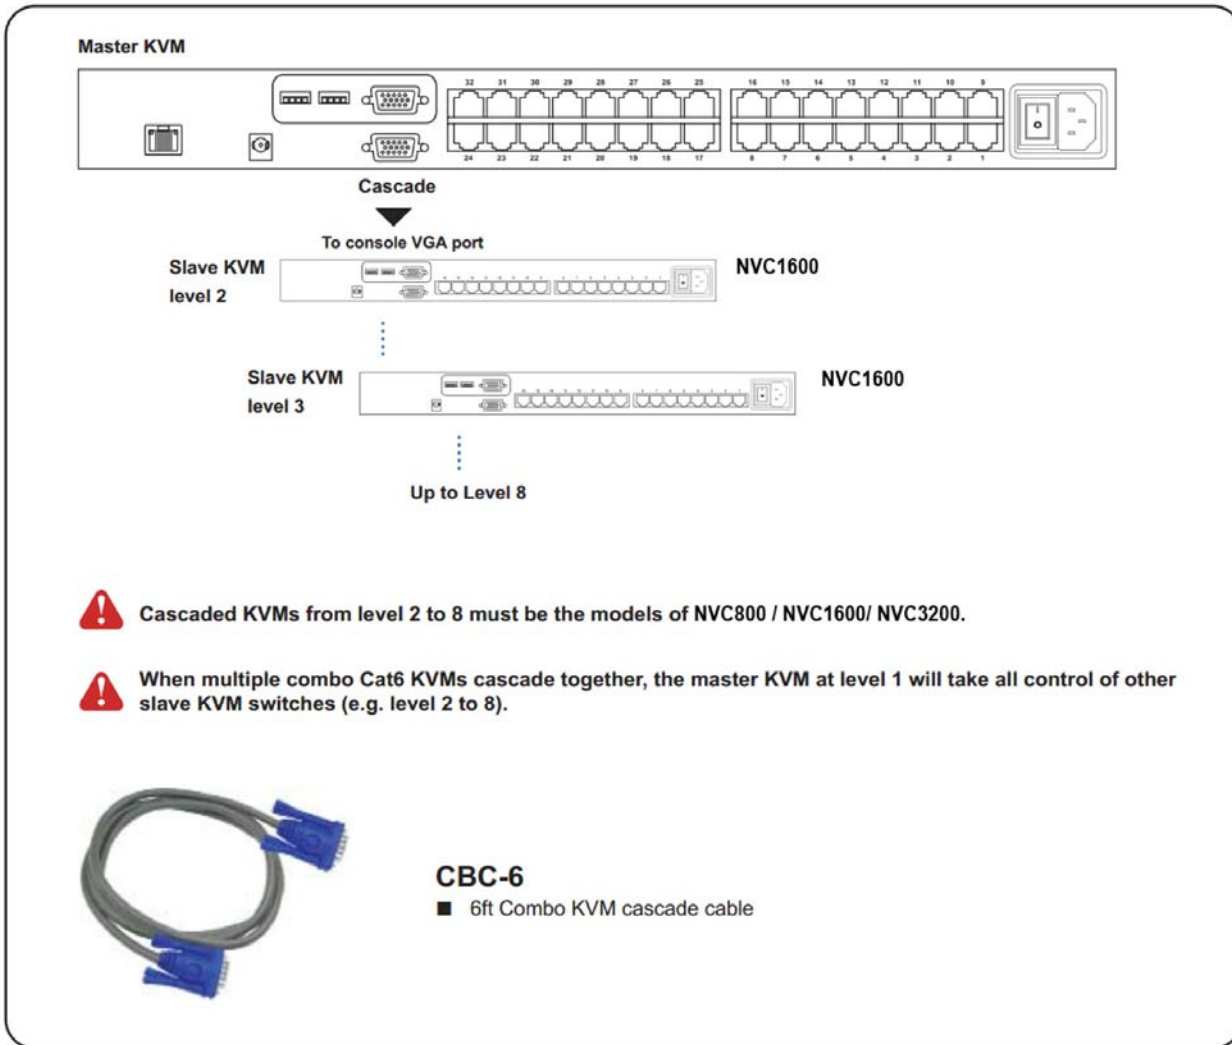 Master KVM
32 31 30 29 28 27 26 25 16 15 14 13 12 11 10 9
24 23 22 21 20 19 18 17 8 7 6 5 4 3 2 1
Cascade
To console VGA port
Slave KVM
level 2
NVC1600
Slave KVM
level 3
NVC1600
Up to Level 8
Cascaded KVMs from level 2 to 8 must be the models of NVC800 / NVC1600/ NVC3200.
When multiple combo Cat6 KVMs cascade together, the master KVM at level 1 will take all control of other
slave KVM switches (e.g. level 2 to 8).
CBC-6
■ 6ft Combo KVM cascade cable